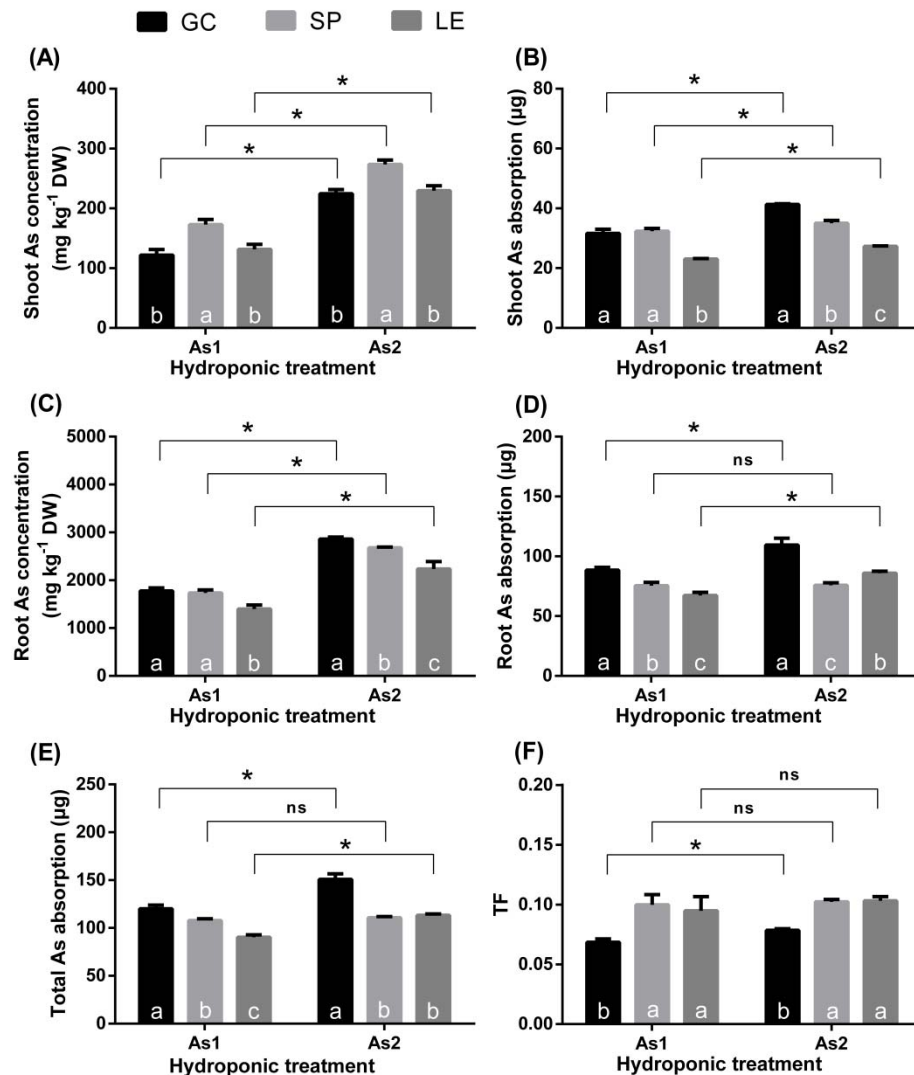 GC SP LE
(A)
Shoot As concentration
(mg kg⁻¹ DW)
400
300
200
100
0
*
*
*
b a b b a b
As1 As2
Hydroponic treatment
(B)
Shoot As absorption (µg)
80
60
40
20
0
*
*
*
a a b a b c
As1 As2
Hydroponic treatment
(C)
Root As concentration
(mg kg⁻¹ DW)
5000
4000
3000
2000
1000
0
*
*
*
a a b a b c
As1 As2
Hydroponic treatment
(D)
Root As absorption (µg)
200
150
100
50
0
*
ns
*
a b c a c b
As1 As2
Hydroponic treatment
(E)
Total As absorption (µg)
250
200
150
100
50
0
*
ns
*
a b c a b b
As1 As2
Hydroponic treatment
(F)
TF
0.20
0.15
0.10
0.05
0.00
ns
ns
*
b a a b a a
As1 As2
Hydroponic treatment